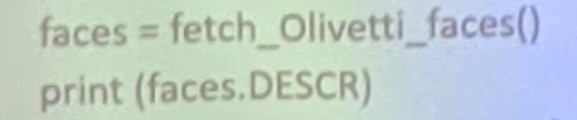 faces = fetch_Olivetti_faces()
print (faces.DESCR)